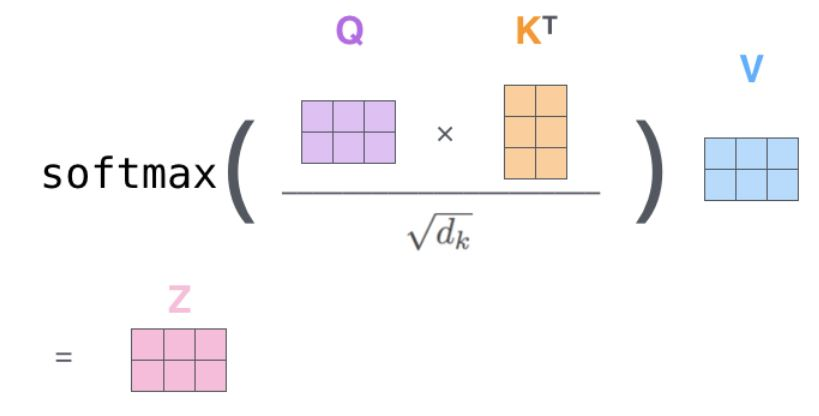 Q Kᵀ V
softmax( × )
√dₖ
Z
=